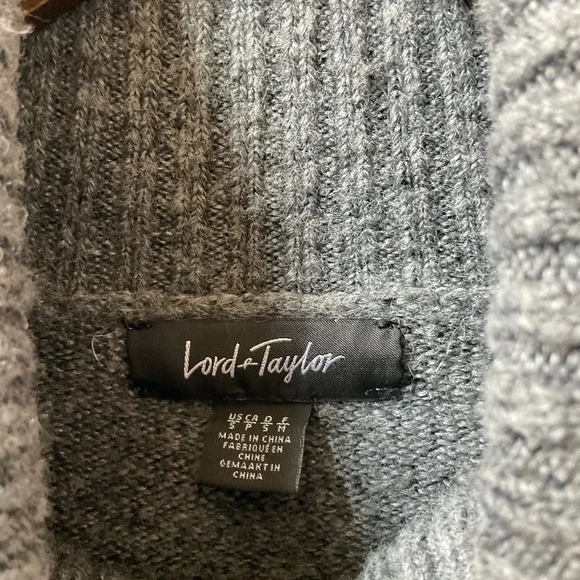 Lord & Taylor
US CA D F
S P S M
MADE IN CHINA
FABRIQUÉ EN
CHINE
GEMAAKT IN
CHINA